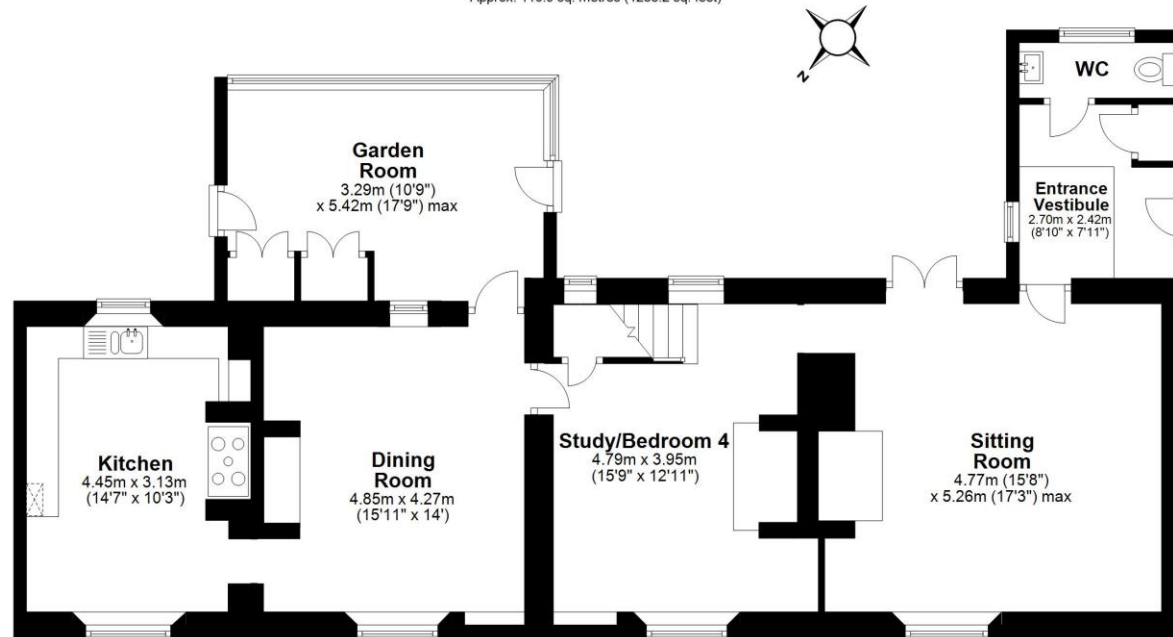 WC
Garden
Room
3.29m (10'9")
x 5.42m (17'9") max
Entrance
Vestibule
2.70m x 2.42m
(8'10" x 7'11")
Kitchen
4.45m x 3.13m
(14'7" x 10'3")
Dining
Room
4.85m x 4.27m
(15'11" x 14')
Study/Bedroom 4
4.79m x 3.95m
(15'9" x 12'11")
Sitting
Room
4.77m (15'8")
x 5.26m (17'3") max
N